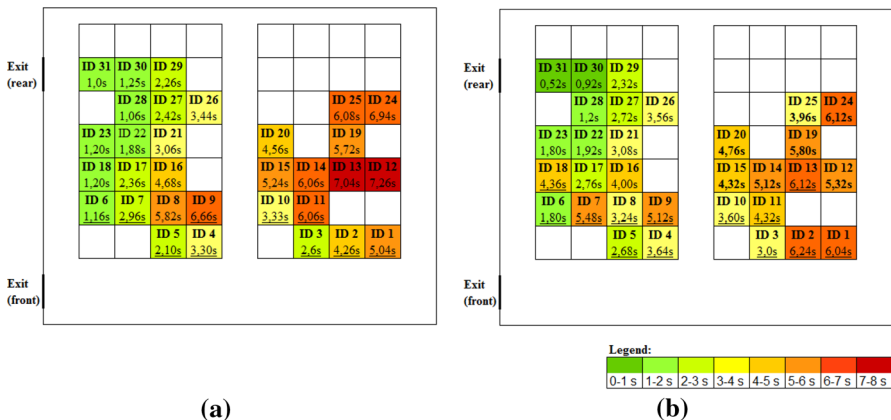 Exit
(rear)
ID 31 ID 30 ID 29
1,0s 1,25s 2,26s
ID 28 ID 27 ID 26
1,06s 2,42s 3,44s
ID 23 ID 22 ID 21
1,20s 1,88s 3,06s
ID 18 ID 17 ID 16
1,20s 2,36s 4,68s
ID 6 ID 7 ID 8 ID 9
1,16s 2,96s 5,82s 6,66s
ID 5 ID 4
2,10s 3,30s
ID 25 ID 24
6,08s 6,94s
ID 20 ID 19
4,56s 5,72s
ID 15 ID 14 ID 13 ID 12
5,24s 6,06s 7,04s 7,26s
ID 10 ID 11
3,33s 6,06s
ID 3 ID 2 ID 1
2,6s 4,26s 5,04s
Exit
(front)
(a)
Exit
(rear)
ID 31 ID 30 ID 29
0,52s 0,92s 2,32s
ID 28 ID 27 ID 26
1,2s 2,72s 3,56s
ID 23 ID 22 ID 21
1,80s 1,92s 3,08s
ID 18 ID 17 ID 16
4,36s 2,76s 4,00s
ID 6 ID 7 ID 8 ID 9
1,80s 5,48s 3,24s 5,12s
ID 5 ID 4
2,68s 3,64s
ID 25 ID 24
3,96s 6,12s
ID 20 ID 19
4,76s 5,80s
ID 15 ID 14 ID 13 ID 12
4,32s 5,12s 6,12s 5,32s
ID 10 ID 11
3,60s 4,32s
ID 3 ID 2 ID 1
3,0s 6,24s 6,04s
Exit
(front)
Legend:
0-1 s 1-2 s 2-3 s 3-4 s 4-5 s 5-6 s 6-7 s 7-8 s
(b)